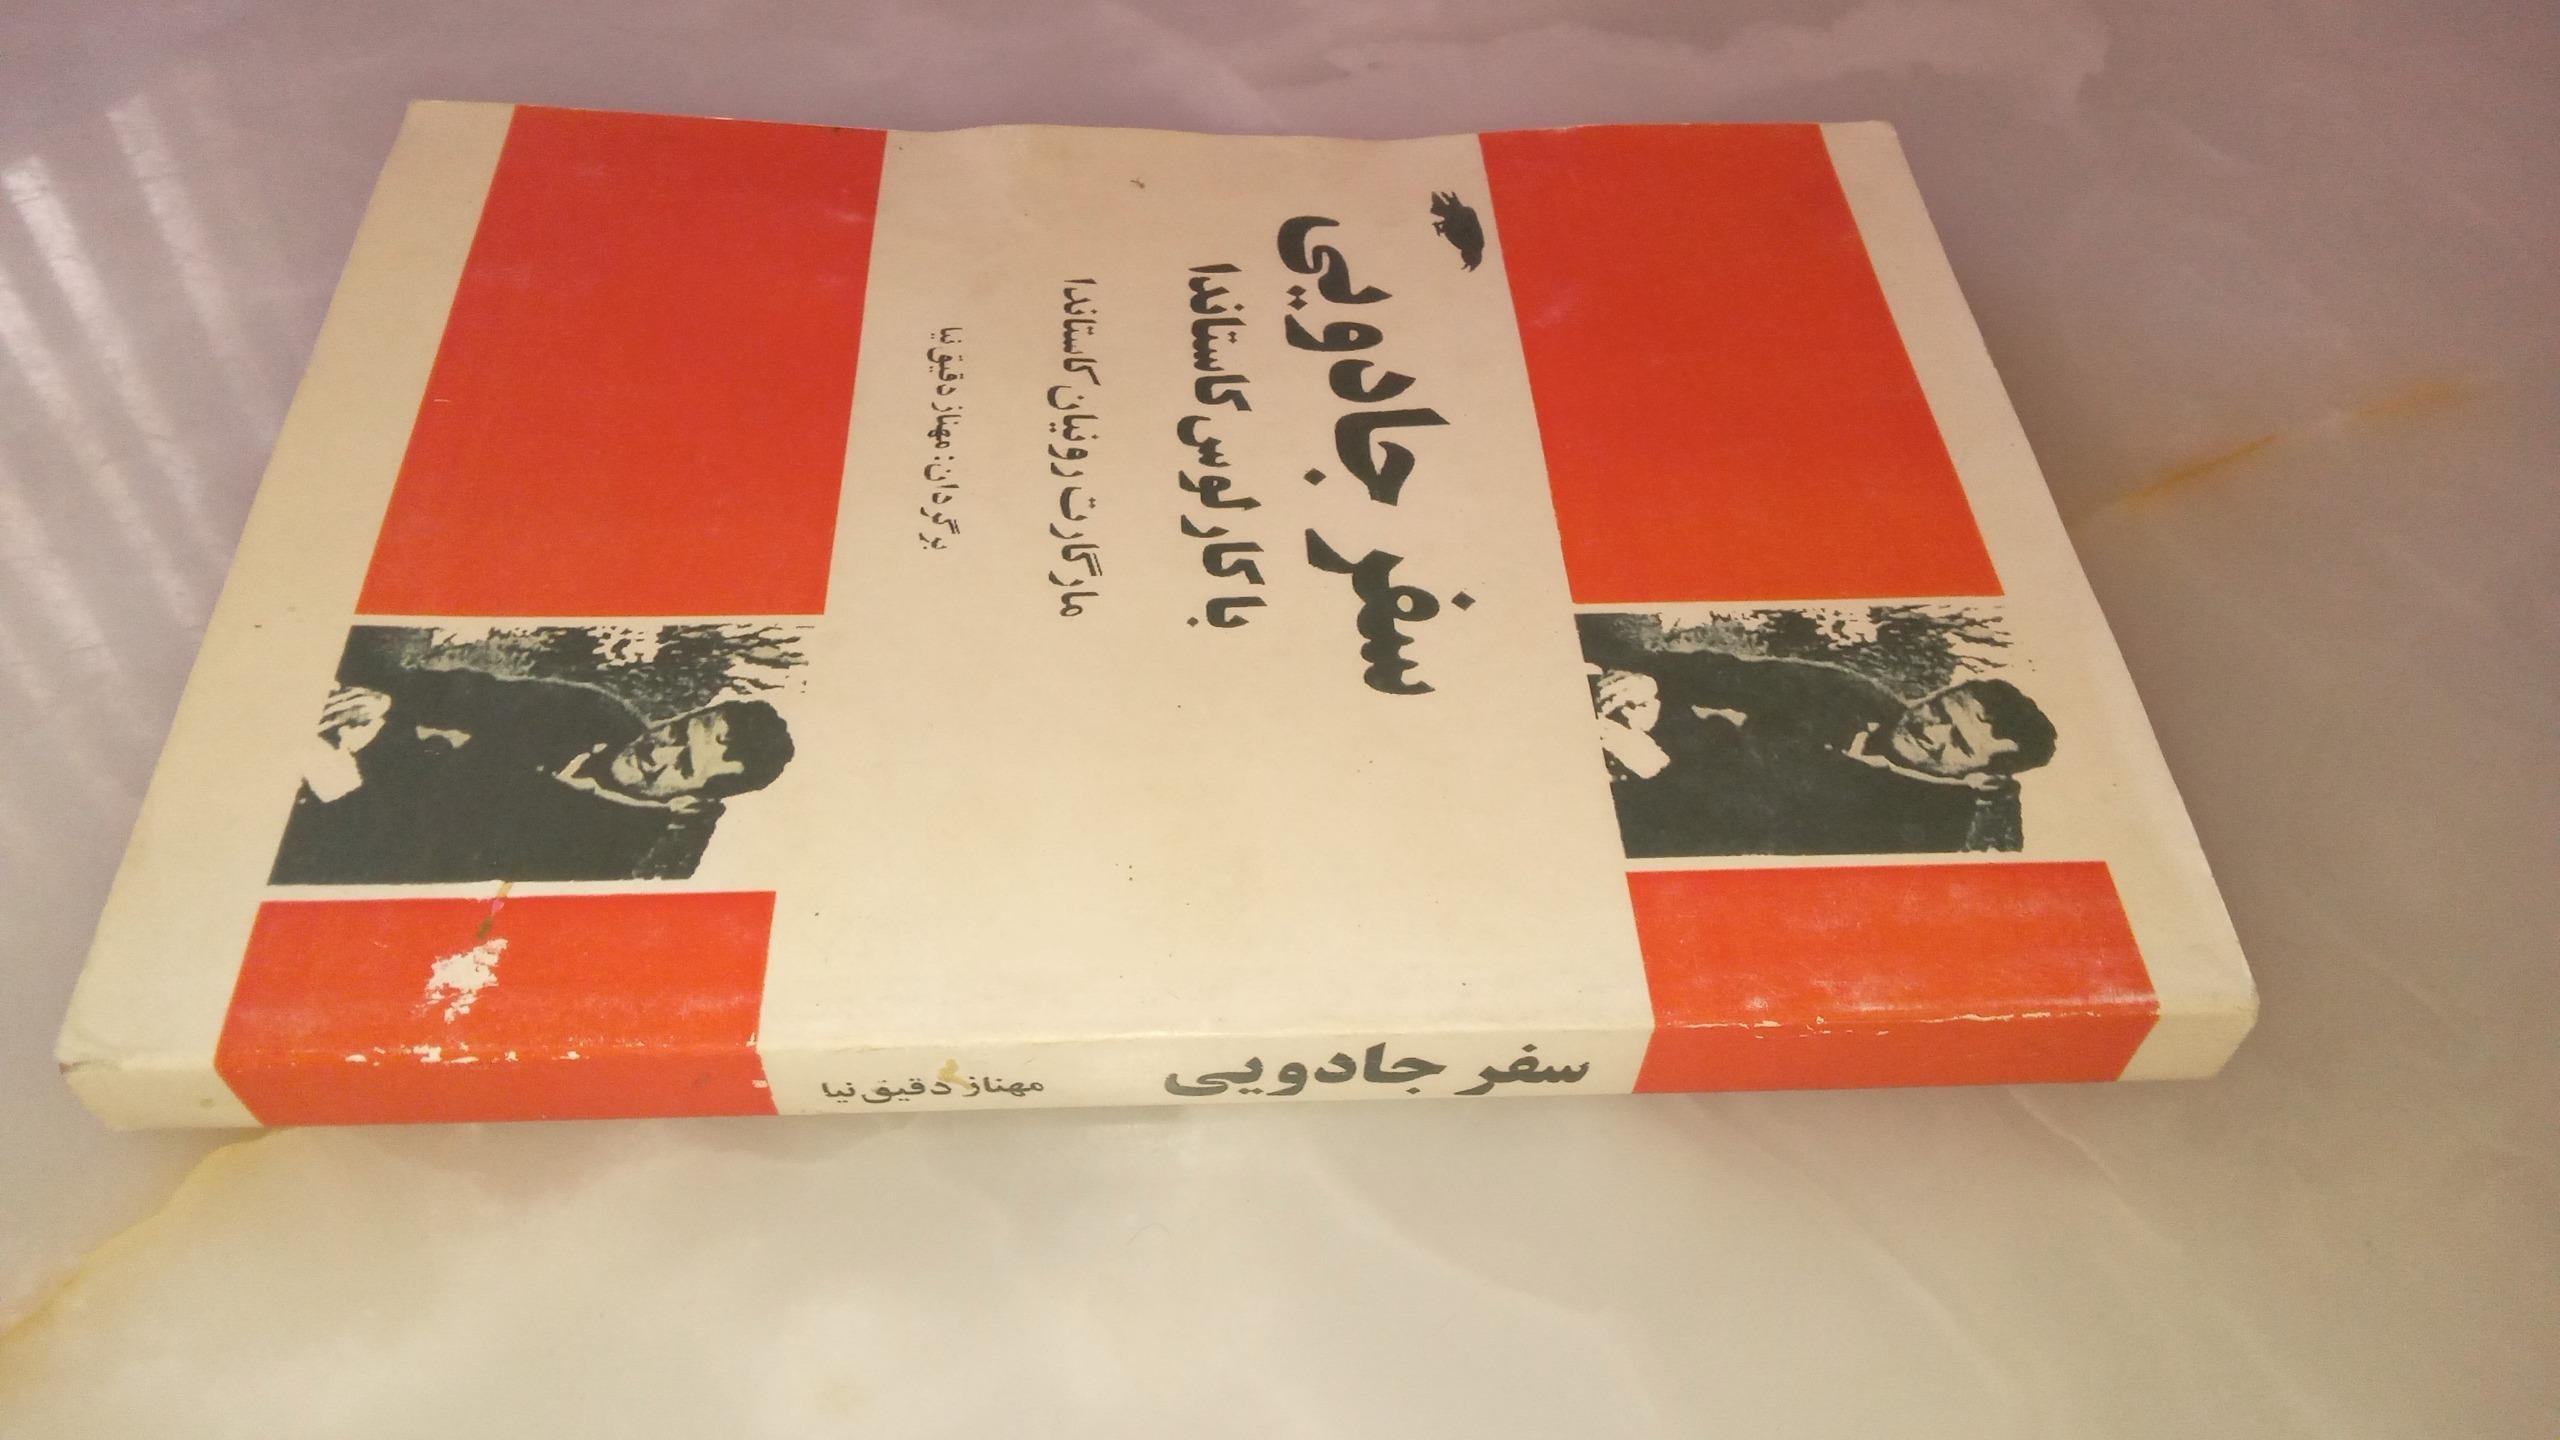 سفر جادویی
با کارلوس کاستاندا
مارگارت رونیان کاستاندا
برگردان: مهناز دقیق‌نیا
سفر جادویی
مهناز دقیق‌نیا